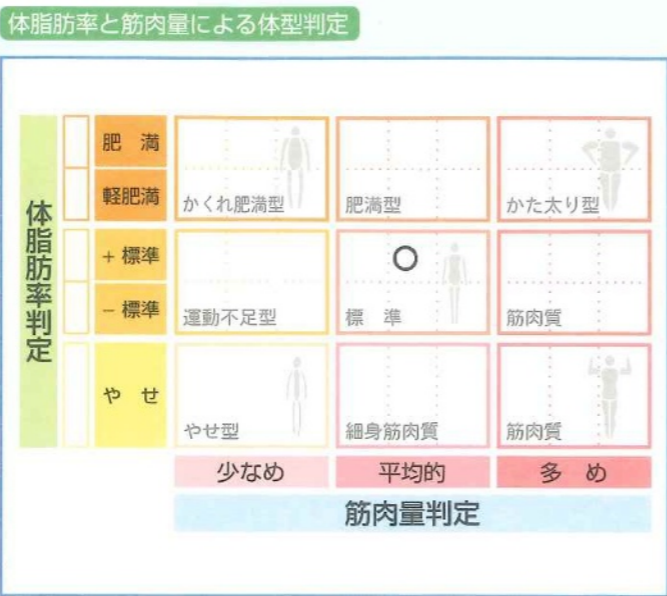 体脂肪率と筋肉量による体型判定
体脂肪率判定
肥 満
軽肥満
+ 標準
− 標準
や せ
かくれ肥満型
肥満型
かた太り型
運動不足型
標 準
筋肉質
やせ型
細身筋肉質
筋肉質
少なめ
平均的
多 め
筋肉量判定